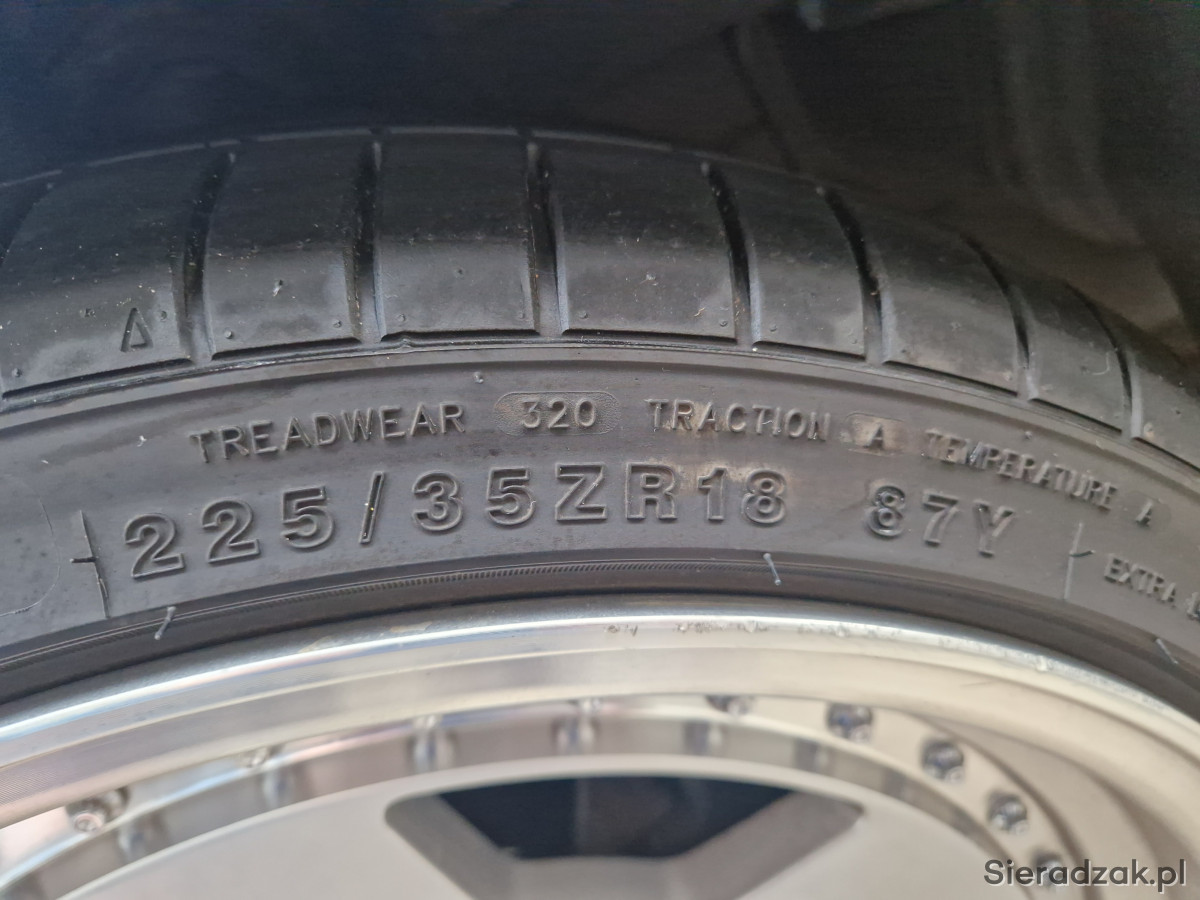 TREADWEAR 320 TRACTION A TEMPERATURE A
225/35ZR18 87Y
EXTRA
Sieradzak.pl